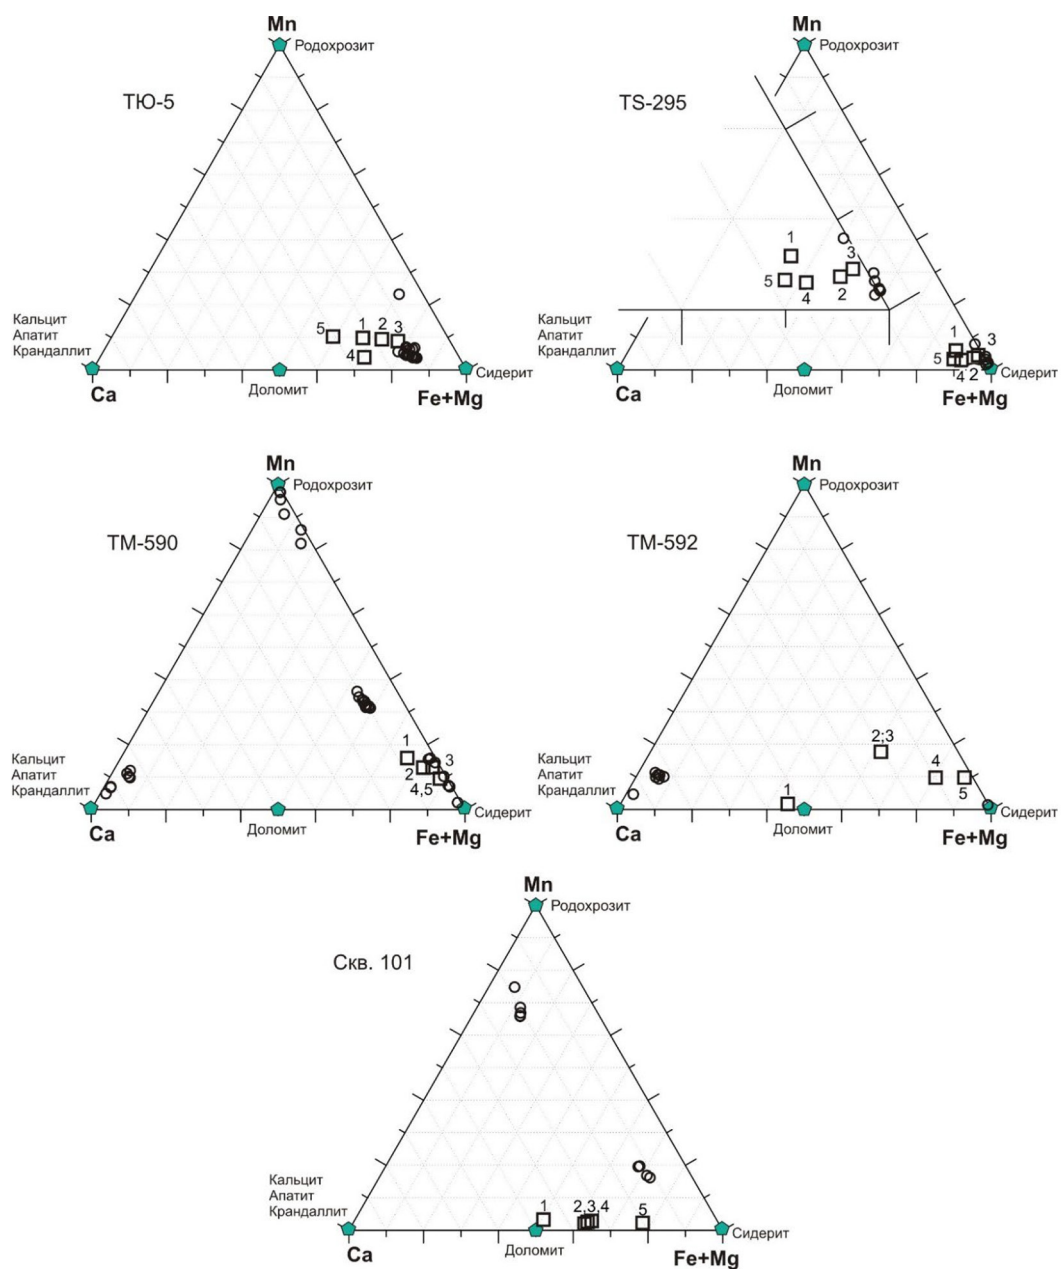 Mn
Родохрозит
ТЮ-5
5
1
2
3
4
Кальцит
Апатит
Крандаллит
Ca
Доломит
Сидерит
Fe+Mg
Mn
Родохрозит
TS-295
1
3
5
4
2
1
3
5
4
2
Кальцит
Апатит
Крандаллит
Ca
Доломит
Сидерит
Fe+Mg
Mn
Родохрозит
ТМ-590
1
3
2
4,5
Кальцит
Апатит
Крандаллит
Ca
Доломит
Сидерит
Fe+Mg
Mn
Родохрозит
ТМ-592
2;3
4
5
1
Кальцит
Апатит
Крандаллит
Ca
Доломит
Сидерит
Fe+Mg
Mn
Родохрозит
Скв. 101
1
2,3,4
5
Кальцит
Апатит
Крандаллит
Ca
Доломит
Сидерит
Fe+Mg